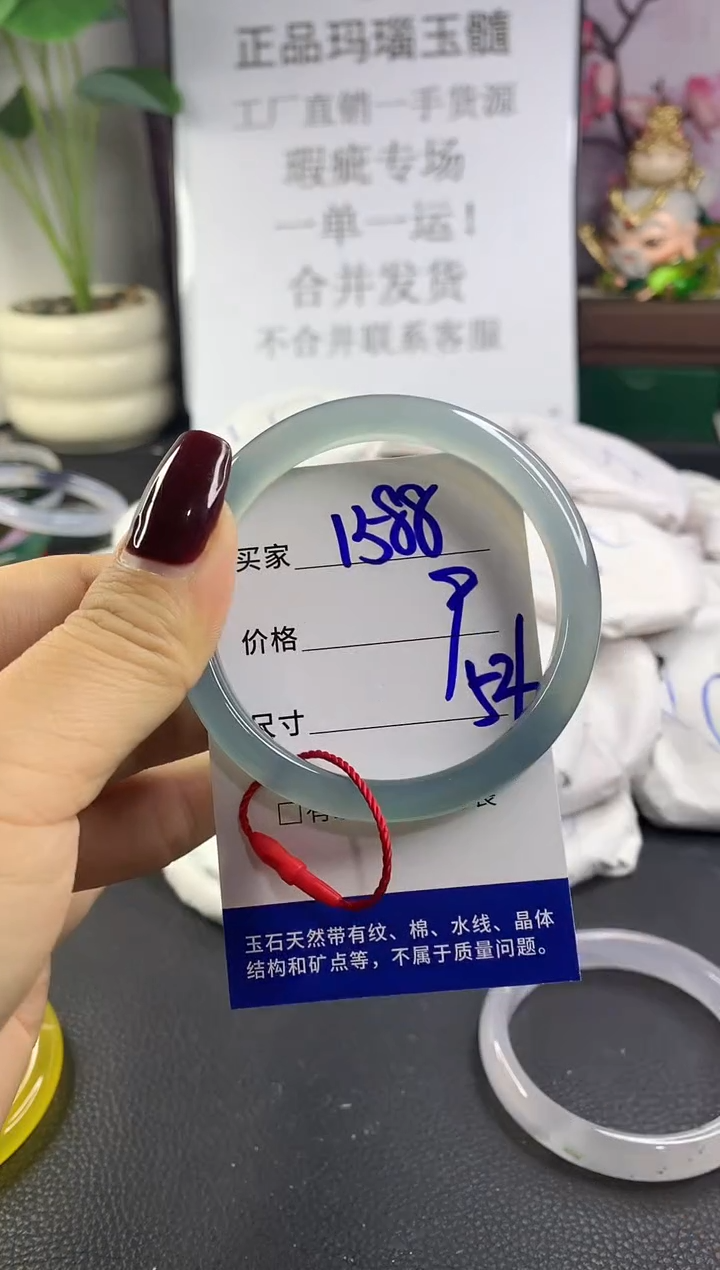 正品玛瑙玉髓
工厂直销一手货源
瑕疵专场
一单一运!
合并发货
不合并联系客服
买家 1588
价格
尺寸 52
□有
玉石天然带有纹、棉、水线、晶体
结构和矿点等，不属于质量问题。